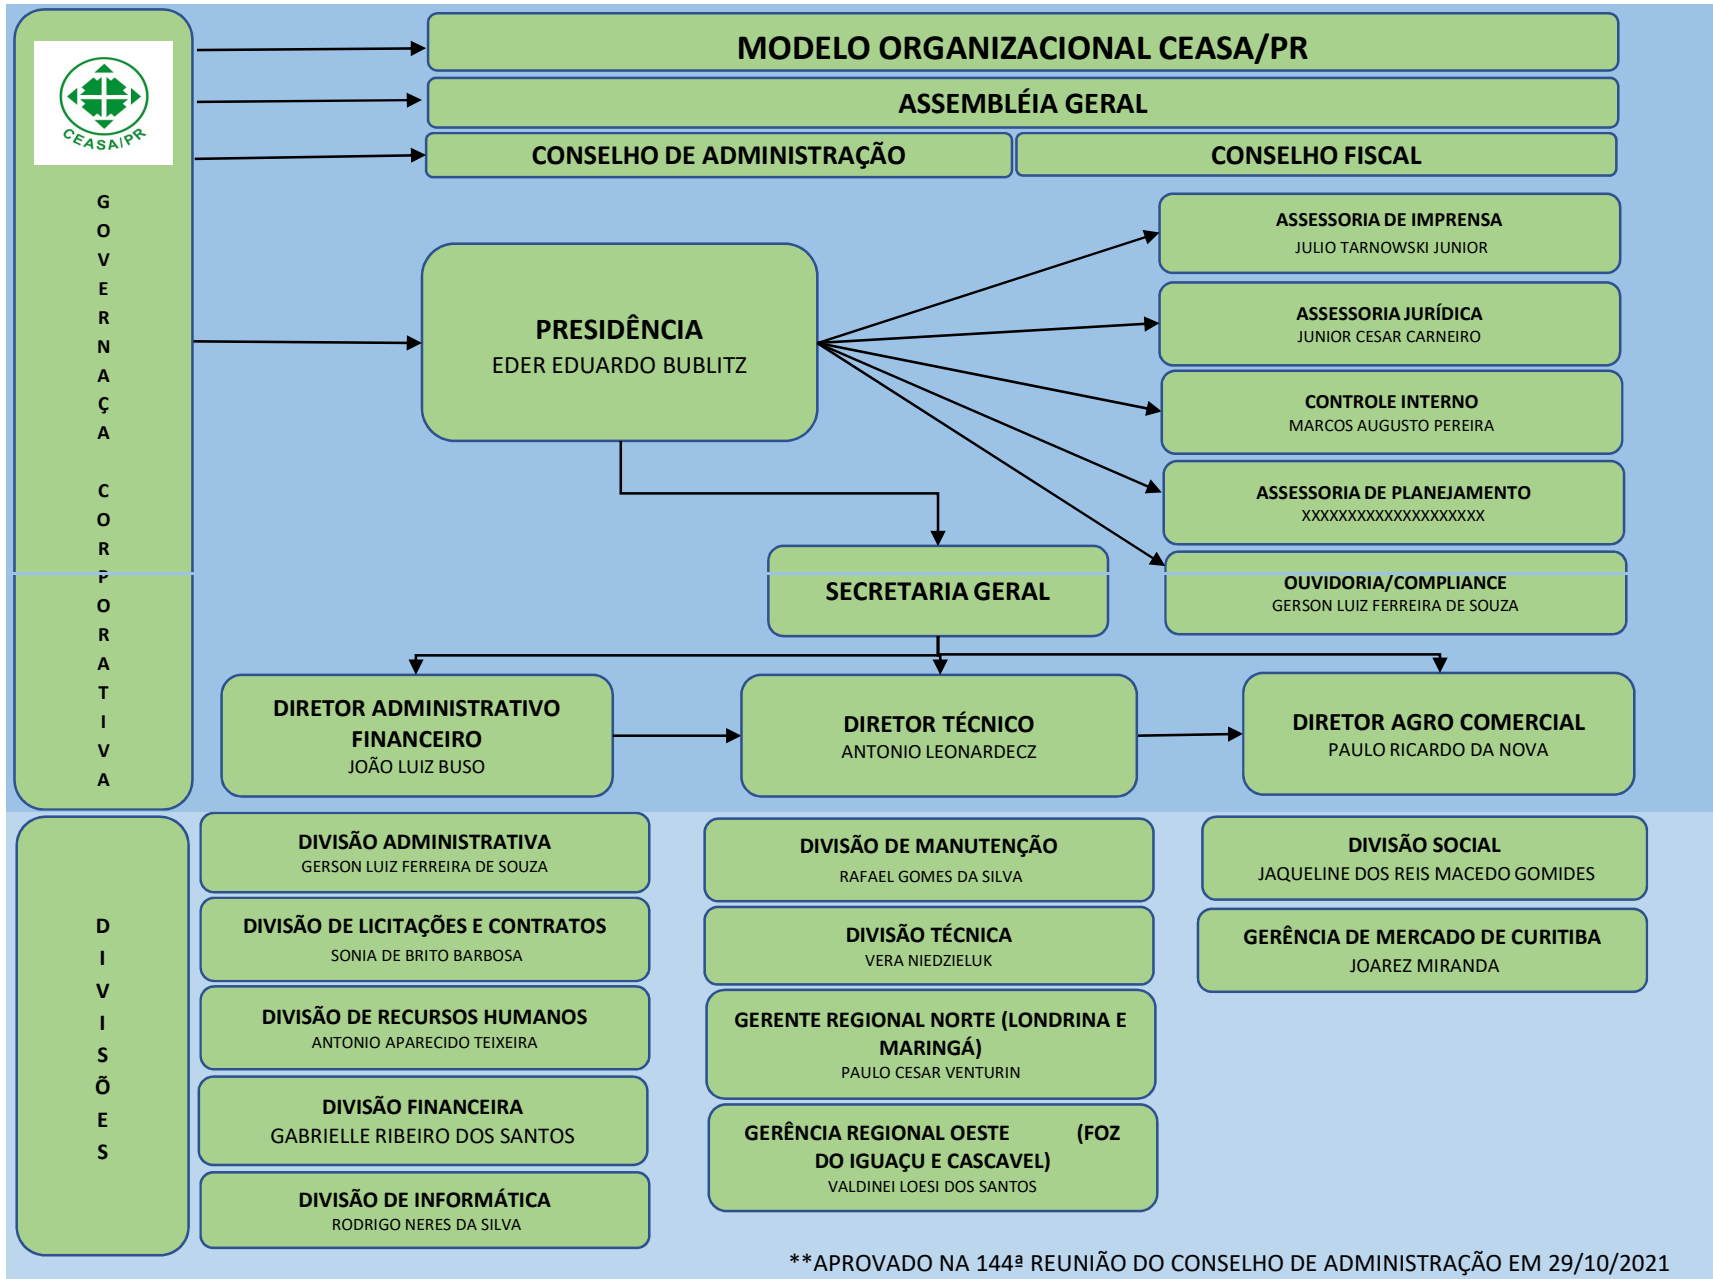 MODELO ORGANIZACIONAL CEASA/PR
ASSEMBLÉIA GERAL
CONSELHO DE ADMINISTRAÇÃO
CONSELHO FISCAL
CEASA/PR
GOVERNAÇA CORPORATIVA
ASSESSORIA DE IMPRENSA
JULIO TARNOWSKI JUNIOR
ASSESSORIA JURÍDICA
JUNIOR CESAR CARNEIRO
PRESIDÊNCIA
EDER EDUARDO BUBLITZ
CONTROLE INTERNO
MARCOS AUGUSTO PEREIRA
ASSESSORIA DE PLANEJAMENTO
XXXXXXXXXXXXXXXXXXXX
OUVIDORIA/COMPLIANCE
GERSON LUIZ FERREIRA DE SOUZA
SECRETARIA GERAL
DIRETOR ADMINISTRATIVO
FINANCEIRO
JOÃO LUIZ BUSO
DIRETOR TÉCNICO
ANTONIO LEONARDECZ
DIRETOR AGRO COMERCIAL
PAULO RICARDO DA NOVA
DIVISÕES
DIVISÃO ADMINISTRATIVA
GERSON LUIZ FERREIRA DE SOUZA
DIVISÃO DE LICITAÇÕES E CONTRATOS
SONIA DE BRITO BARBOSA
DIVISÃO DE RECURSOS HUMANOS
ANTONIO APARECIDO TEIXEIRA
DIVISÃO FINANCEIRA
GABRIELLE RIBEIRO DOS SANTOS
DIVISÃO DE INFORMÁTICA
RODRIGO NERES DA SILVA
DIVISÃO DE MANUTENÇÃO
RAFAEL GOMES DA SILVA
DIVISÃO TÉCNICA
VERA NIEDZIELUK
GERENTE REGIONAL NORTE (LONDRINA E
MARINGÁ)
PAULO CESAR VENTURIN
GERÊNCIA REGIONAL OESTE (FOZ
DO IGUAÇU E CASCAVEL)
VALDINEI LOESI DOS SANTOS
DIVISÃO SOCIAL
JAQUELINE DOS REIS MACEDO GOMIDES
GERÊNCIA DE MERCADO DE CURITIBA
JOAREZ MIRANDA
**APROVADO NA 144ª REUNIÃO DO CONSELHO DE ADMINISTRAÇÃO EM 29/10/2021